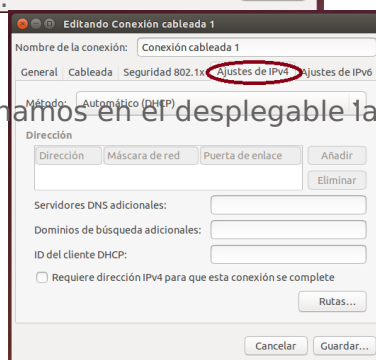 Editando Conexión cableada 1
Nombre de la conexión: Conexión cableada 1
General Cableada Seguridad 802.1x Ajustes de IPv4 Ajustes de IPv6
Método: Automático (DHCP)
namos en el desplegable la
Dirección
Dirección Máscara de red Puerta de enlace Añadir
Eliminar
Servidores DNS adicionales:
Dominios de búsqueda adicionales:
ID del cliente DHCP:
Requiere dirección IPv4 para que esta conexión se complete
Rutas...
Cancelar Guardar...